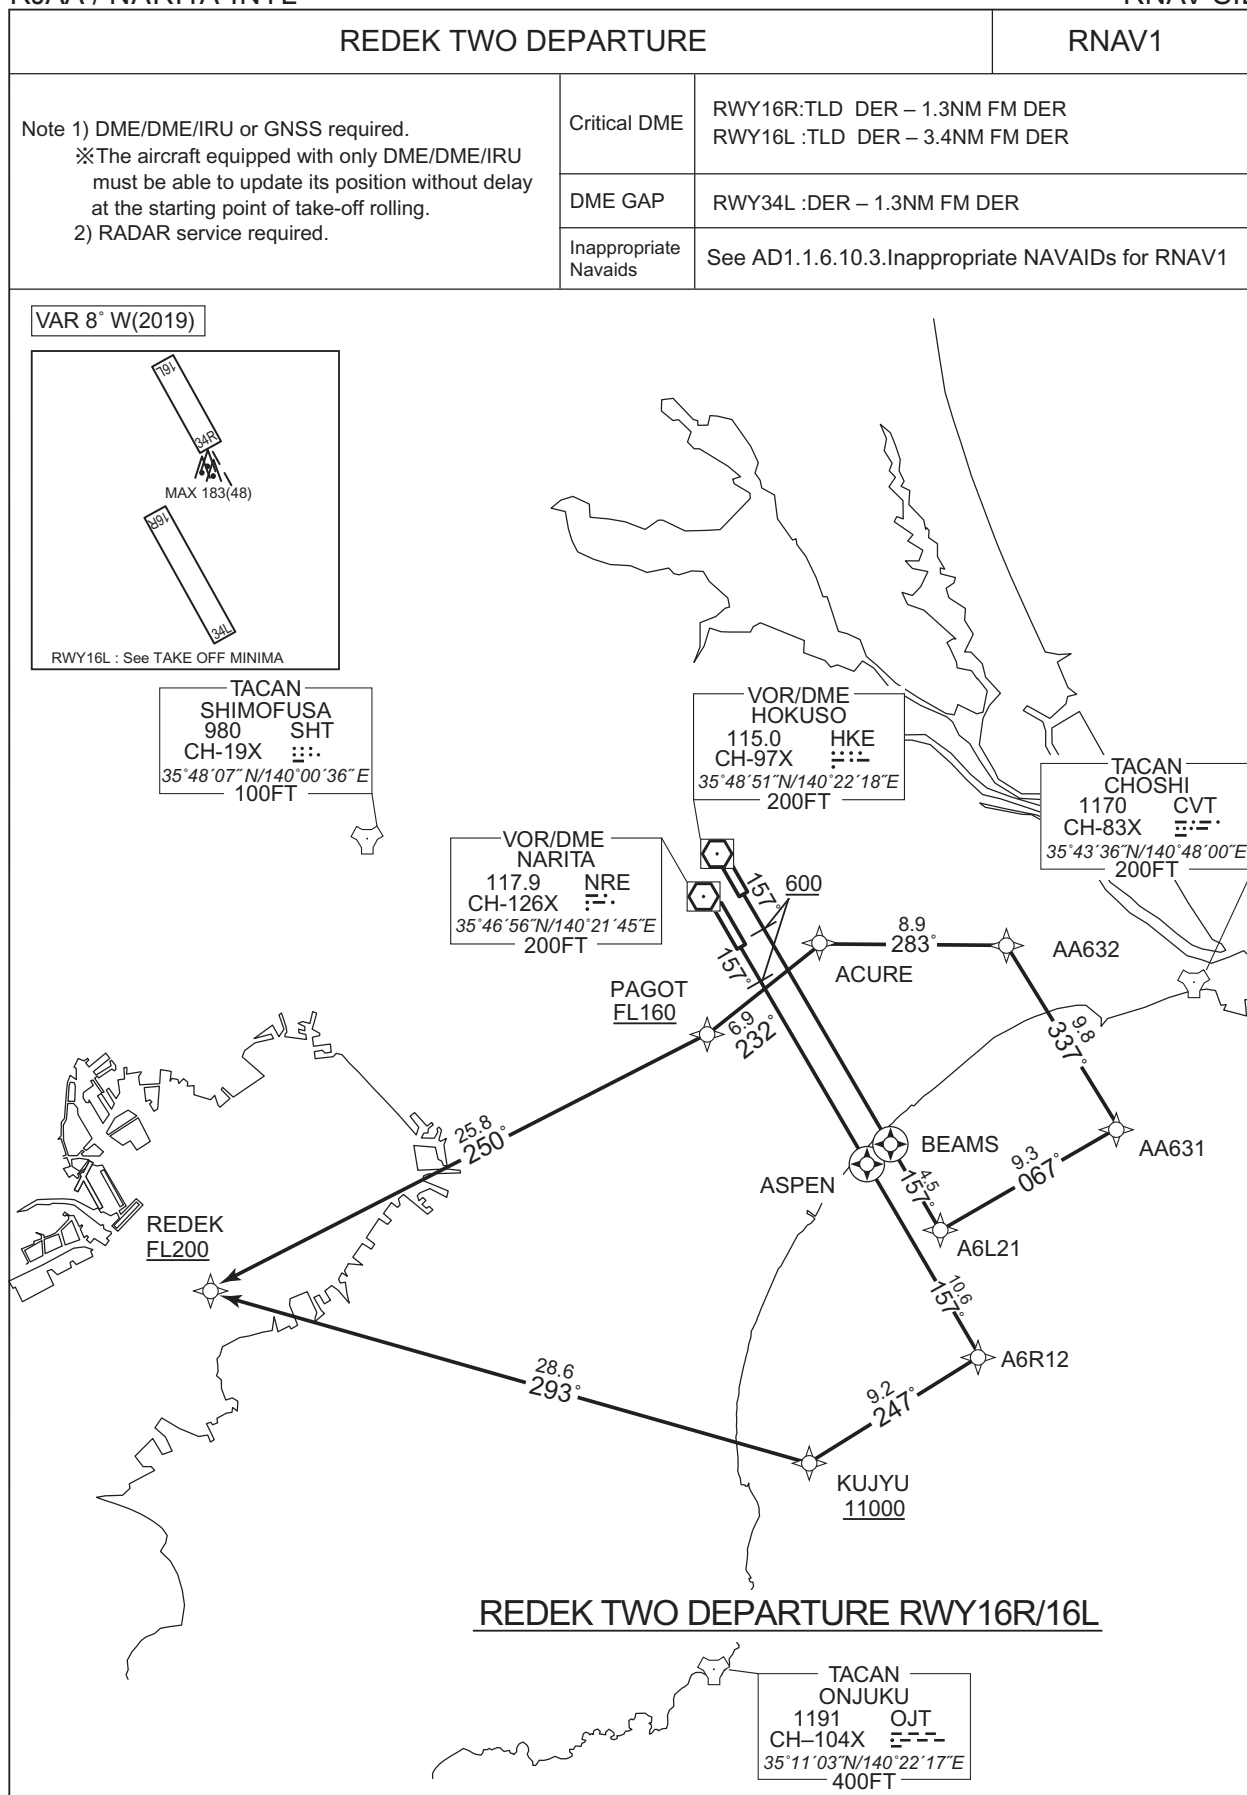 RJAA / NARITA INTL
RNAV SID
REDEK TWO DEPARTURE
RNAV1
Note 1) DME/DME/IRU or GNSS required.
※The aircraft equipped with only DME/DME/IRU
must be able to update its position without delay
at the starting point of take-off rolling.
2) RADAR service required.
Critical DME
RWY16R:TLD DER – 1.3NM FM DER
RWY16L :TLD DER – 3.4NM FM DER
DME GAP
RWY34L :DER – 1.3NM FM DER
Inappropriate
Navaids
See AD1.1.6.10.3.Inappropriate NAVAIDs for RNAV1
VAR 8° W(2019)
16L
34R
MAX 183(48)
16R
34L
RWY16L : See TAKE OFF MINIMA
TACAN
SHIMOFUSA
980 SHT
CH-19X
35°48′07″N/140°00′36″E
100FT
VOR/DME
HOKUSO
115.0 HKE
CH-97X
35°48′51″N/140°22′18″E
200FT
TACAN
CHOSHI
1170 CVT
CH-83X
35°43′36″N/140°48′00″E
200FT
VOR/DME
NARITA
117.9 NRE
CH-126X
35°46′56″N/140°21′45″E
200FT
157°
600
157°
8.9
283°
AA632
ACURE
PAGOT
FL160
6.9
232°
9.8
337°
25.8
250°
BEAMS
AA631
ASPEN
4.5
157°
9.3
067°
REDEK
FL200
A6L21
10.6
157°
A6R12
28.6
293°
9.2
247°
KUJYU
11000
REDEK TWO DEPARTURE RWY16R/16L
TACAN
ONJUKU
1191 OJT
CH–104X
35°11′03″N/140°22′17″E
400FT